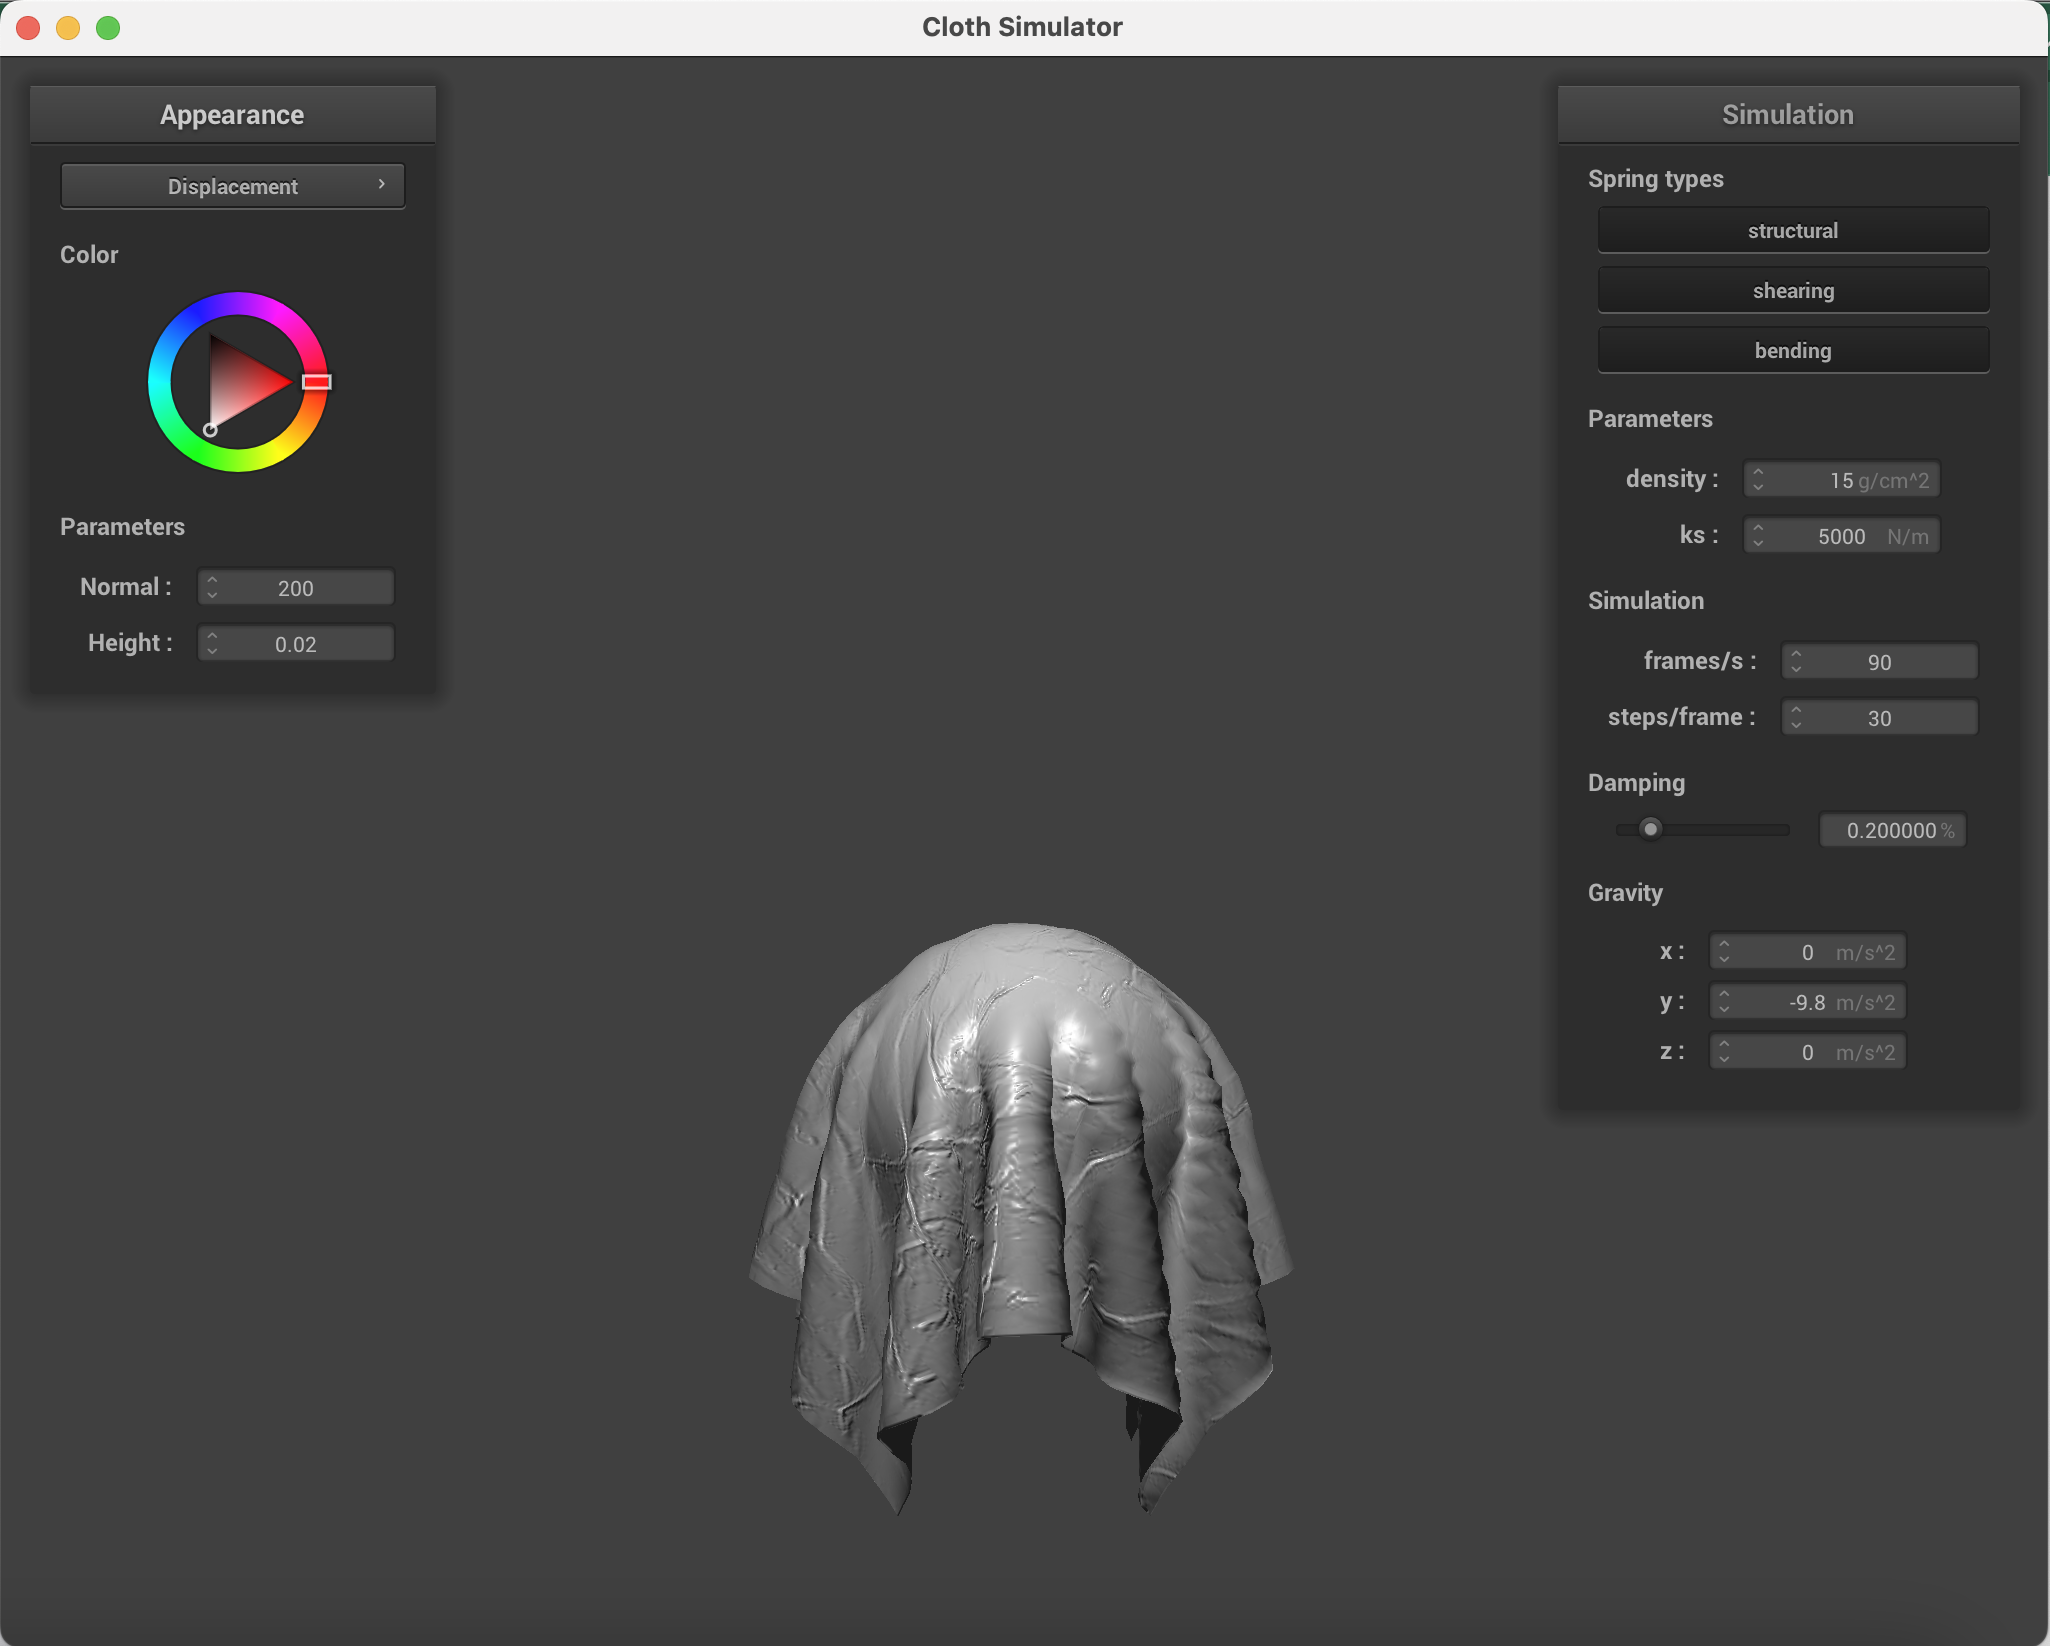 Cloth Simulator
Appearance
Displacement
Color
Parameters
Normal : 200
Height : 0.02
Simulation
Spring types
structural
shearing
bending
Parameters
density : 15 g/cm^2
ks : 5000 N/m
Simulation
frames/s : 90
steps/frame : 30
Damping
0.200000 %
Gravity
x : 0 m/s^2
y : -9.8 m/s^2
z : 0 m/s^2